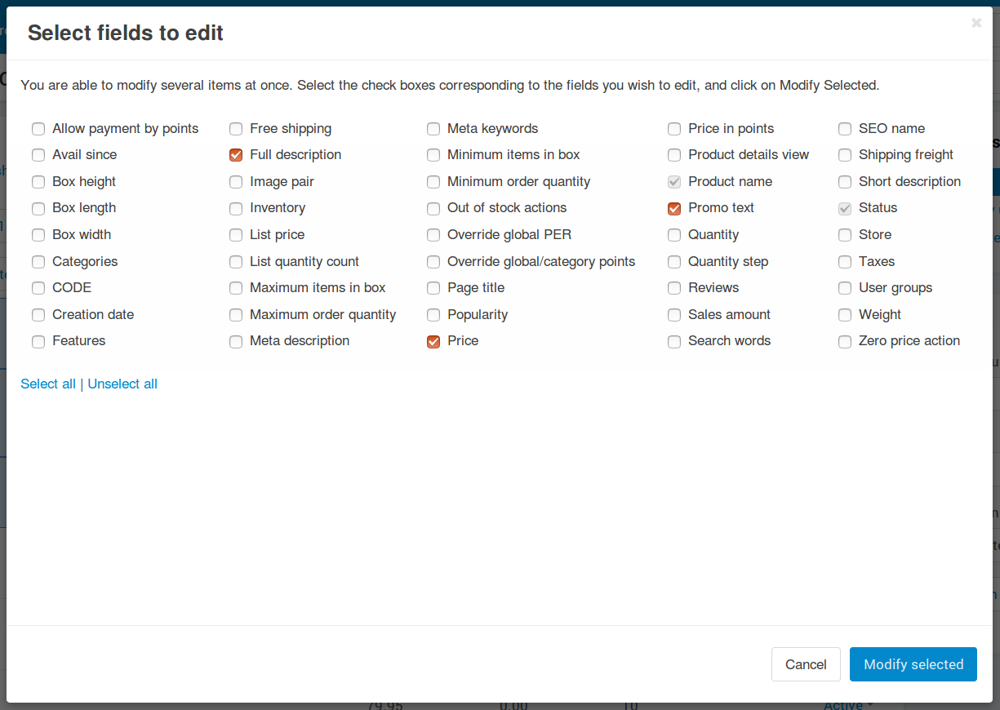 Select fields to edit
You are able to modify several items at once. Select the check boxes corresponding to the fields you wish to edit, and click on Modify Selected.
Allow payment by points
Avail since
Box height
Box length
Box width
Categories
CODE
Creation date
Features
Free shipping
Full description
Image pair
Inventory
List price
List quantity count
Maximum items in box
Maximum order quantity
Meta description
Meta keywords
Minimum items in box
Minimum order quantity
Out of stock actions
Override global PER
Override global/category points
Page title
Popularity
Price
Price in points
Product details view
Product name
Promo text
Quantity
Quantity step
Reviews
Sales amount
Search words
SEO name
Shipping freight
Short description
Status
Store
Taxes
User groups
Weight
Zero price action
Select all | Unselect all
Cancel
Modify selected
79.95 0.00 10 Active